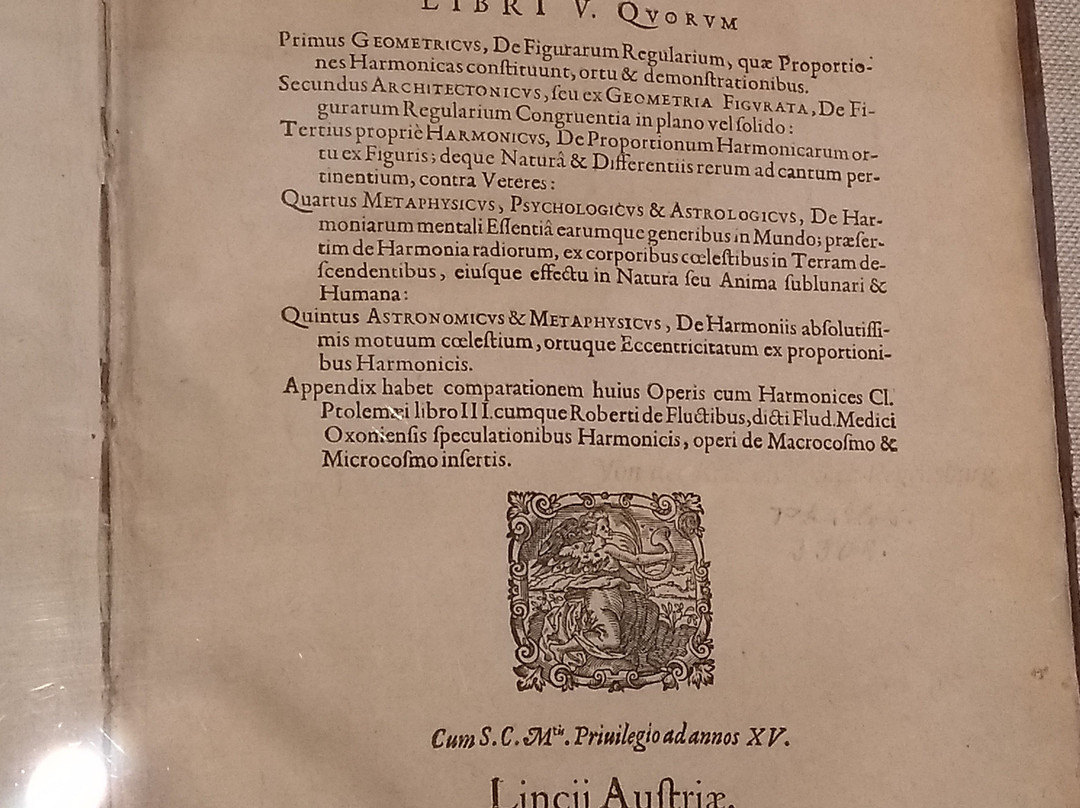 LIBRI V. QVORVM
Primus GEOMETRICVS, De Figurarum Regularium, quæ Proportio-
nes Harmonicas conſtituunt, ortu & demonſtrationibus.
Secundus ARCHITECTONICVS, ſeu ex GEOMETRIA FIGVRATA, De Fi-
gurarum Regularium Congruentia in plano vel ſolido:
Tertius propriè HARMONICVS, De Proportionum Harmonicarum or-
tu ex Figuris; deque Naturâ & Differentiis rerum ad cantum per-
tinentium, contra Veteres:
Quartus METAPHYSICVS, PSYCHOLOGICVS & ASTROLOGICVS, De Har-
moniarum mentali Eſſentiâ earumque generibus in Mundo; præſer-
tim de Harmonia radiorum, ex corporibus cœleſtibus in Terram de-
ſcendentibus, eiuſque effectu in Natura ſeu Anima ſublunari &
Humana:
Quintus ASTRONOMICVS & METAPHYSICVS, De Harmoniis abſolutiſſi-
mis motuum cœleſtium, ortuque Eccentricitatum ex proportioni-
bus Harmonicis.
Appendix habet comparationem huius Operis cum Harmonices Cl.
Ptolemæi libro III. cumque Roberti de Fluctibus, dicti Flud. Medici
Oxonienſis ſpeculationibus Harmonicis, operi de Macrocoſmo &
Microcoſmo inſertis.
Cum S. C. Mtis. Priuilegio ad annos XV.
Lincii Auſtriæ,